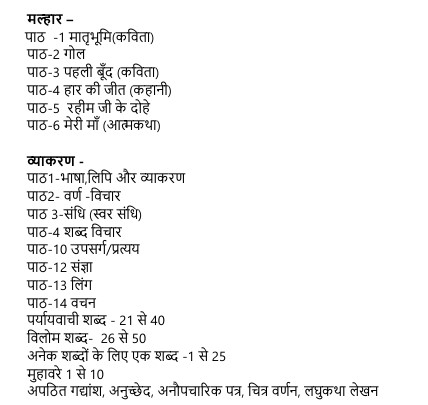 मल्हार –
पाठ -1 मातृभूमि(कविता)
पाठ-2 गोल
पाठ-3 पहली बूँद (कविता)
पाठ-4 हार की जीत (कहानी)
पाठ-5 रहीम जी के दोहे
पाठ-6 मेरी माँ (आत्मकथा)
व्याकरण -
पाठ1-भाषा,लिपि और व्याकरण
पाठ2- वर्ण -विचार
पाठ 3-संधि (स्वर संधि)
पाठ-4 शब्द विचार
पाठ-10 उपसर्ग/प्रत्यय
पाठ-12 संज्ञा
पाठ-13 लिंग
पाठ-14 वचन
पर्यायवाची शब्द - 21 से 40
विलोम शब्द- 26 से 50
अनेक शब्दों के लिए एक शब्द -1 से 25
मुहावरे 1 से 10
अपठित गद्यांश, अनुच्छेद, अनौपचारिक पत्र, चित्र वर्णन, लघुकथा लेखन